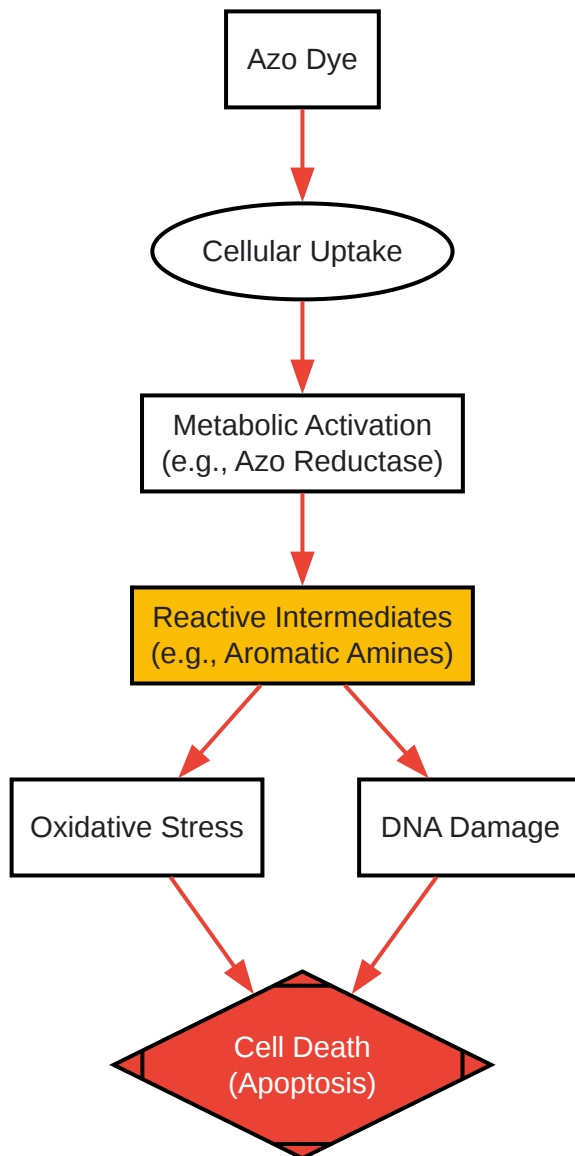 Azo Dye
Cellular Uptake
Metabolic Activation
(e.g., Azo Reductase)
Reactive Intermediates
(e.g., Aromatic Amines)
Oxidative Stress
DNA Damage
Cell Death
(Apoptosis)